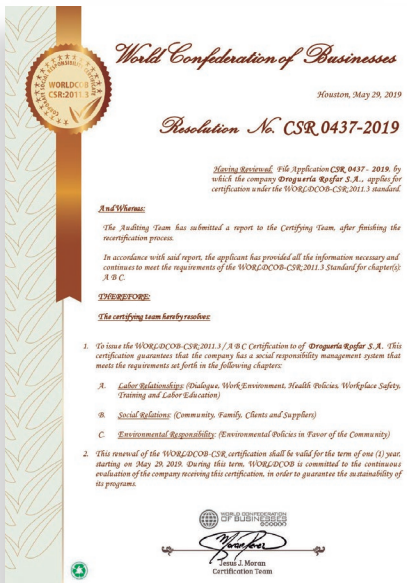 World Confederation of Businesses
WORLDCOB
CSR:2011.3
Houston, May 29, 2019
Resolution No. CSR 0437-2019
Having Reviewed: File Application CSR 0437 - 2019, by
which the company Droguería Rosfar S.A., applies for
certification under the WORLDCOB-CSR:2011.3 standard.
And Whereas:
The Auditing Team has submitted a report to the Certifying Team, after finishing the
recertification process.
In accordance with said report, the applicant has provided all the information necessary and
continues to meet the requirements of the WORLDCOB-CSR:2011.3 Standard for chapter(s):
A B C.
THEREFORE:
The certifying team hereby resolves:
1. To issue the WORLDCOB-CSR:2011.3 / A B C Certification to of Droguería Rosfar S.A. This
certification guarantees that the company has a social responsibility management system that
meets the requirements set forth in the following chapters:
A. Labor Relationships: (Dialogue, Work Environment, Health Policies, Workplace Safety,
Training and Labor Education)
B. Social Relations: (Community, Family, Clients and Suppliers)
C. Environmental Responsibility: (Environmental Policies in Favor of the Community)
2. This renewal of the WORLDCOB-CSR certification shall be valid for the term of one (1) year,
starting on May 29, 2019. During this term, WORLDCOB is committed to the continuous
evaluation of the company receiving this certification, in order to guarantee the sustainability of
its programs.
WORLD CONFEDERATION
OF BUSINESSES
Jesus J. Moran
Certification Team